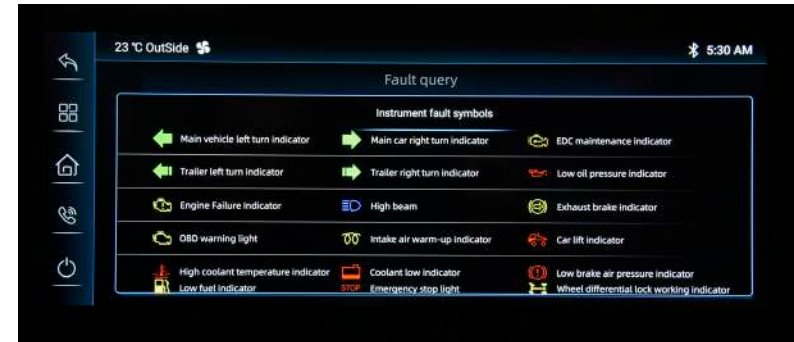 23 ℃ OutSide
5:30 AM
Fault query
Instrument fault symbols
Main vehicle left turn indicator
Main car right turn indicator
EDC maintenance indicator
Trailer left turn indicator
Trailer right turn indicator
Low oil pressure indicator
Engine Failure Indicator
High beam
Exhaust brake indicator
OBD warning light
Intake air warm-up indicator
Car lift indicator
High coolant temperature indicator
Coolant low indicator
Low brake air pressure indicator
Low fuel indicator
STOP
Emergency stop light
Wheel differential lock working indicator